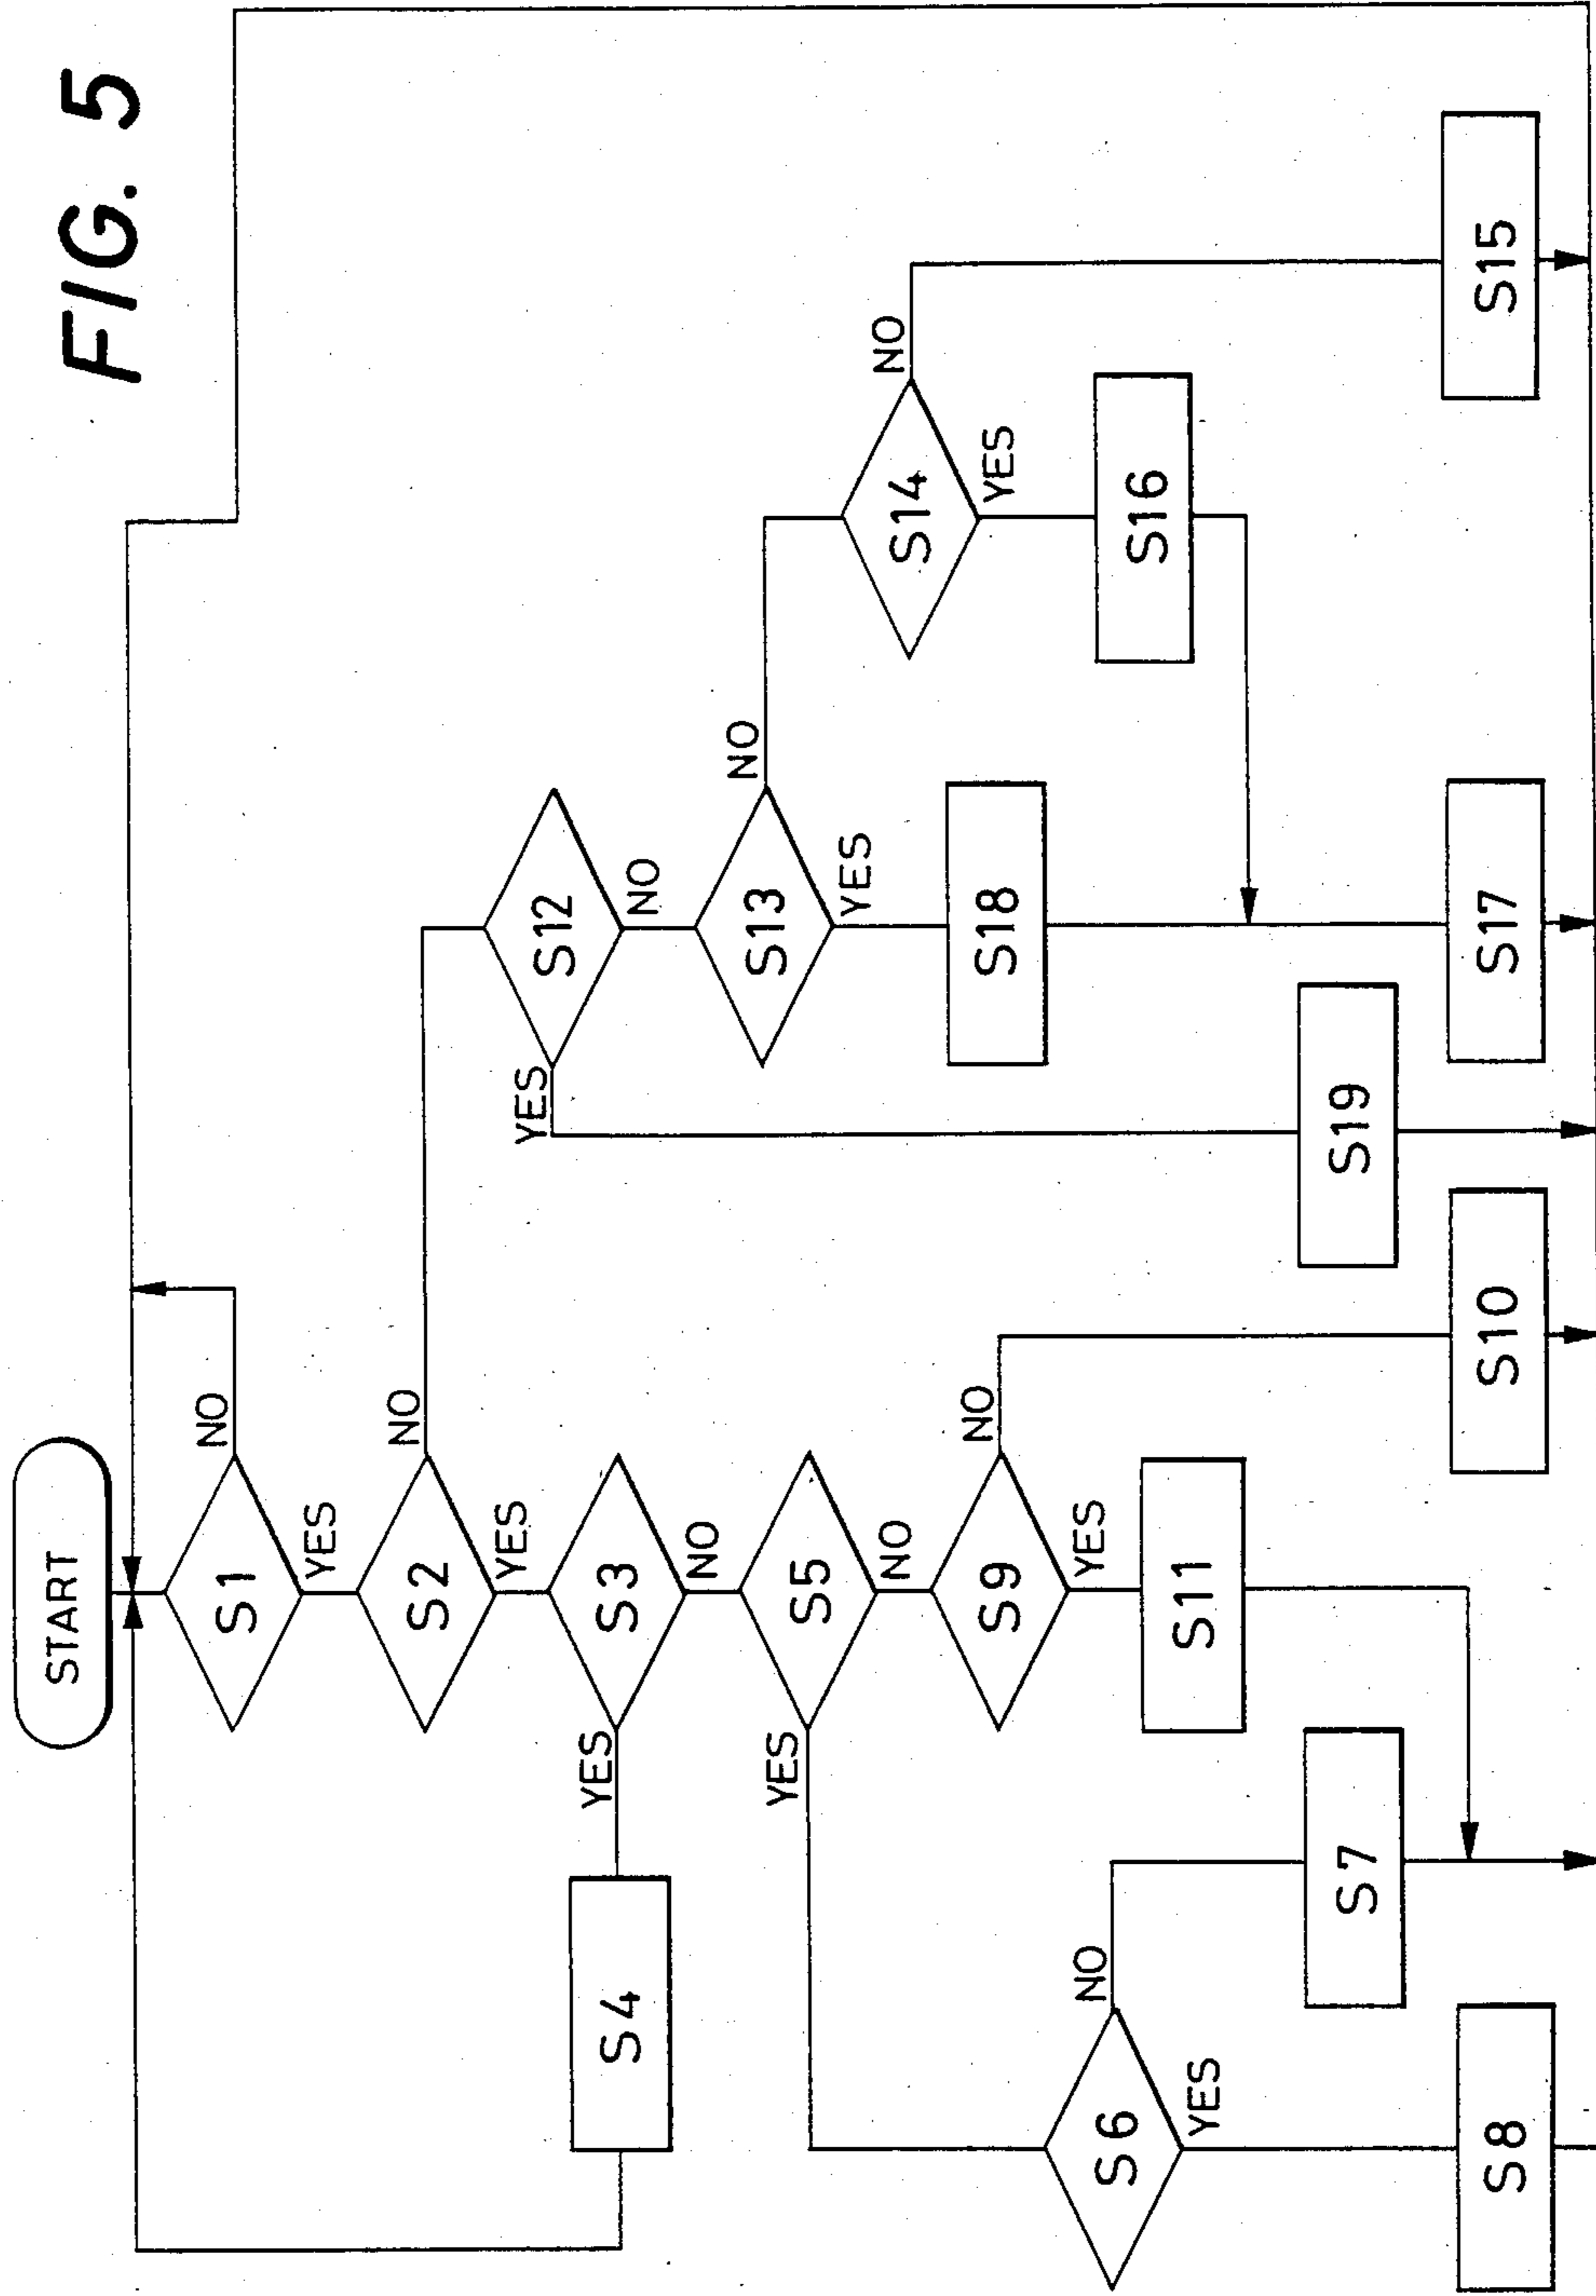 FIG. 5
START
S1
NO
YES
S2
NO
YES
S3
YES
NO
S4
S5
YES
NO
S6
NO
YES
S7
S8
S9
NO
YES
S10
S11
S12
YES
NO
S13
NO
YES
S14
NO
YES
S15
S16
S17
S18
S19